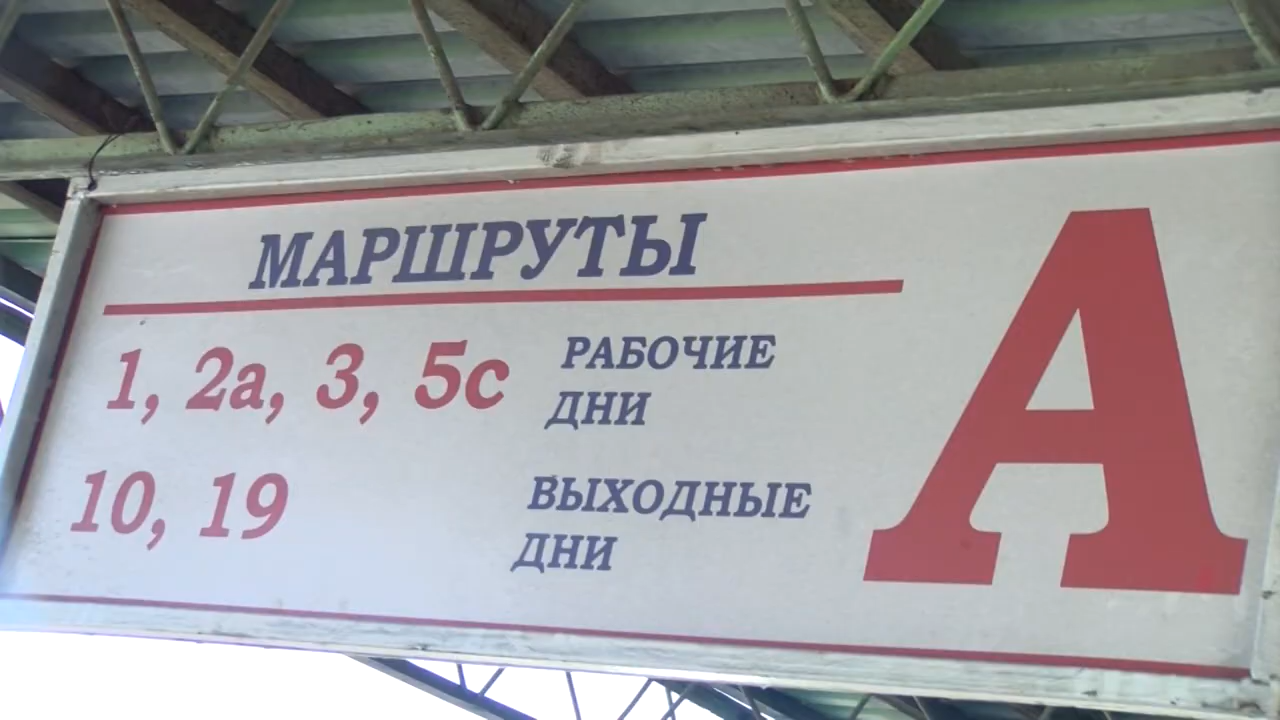 МАРШРУТЫ
1, 2а, 3, 5с РАБОЧИЕ
ДНИ
10, 19 ВЫХОДНЫЕ
ДНИ
А